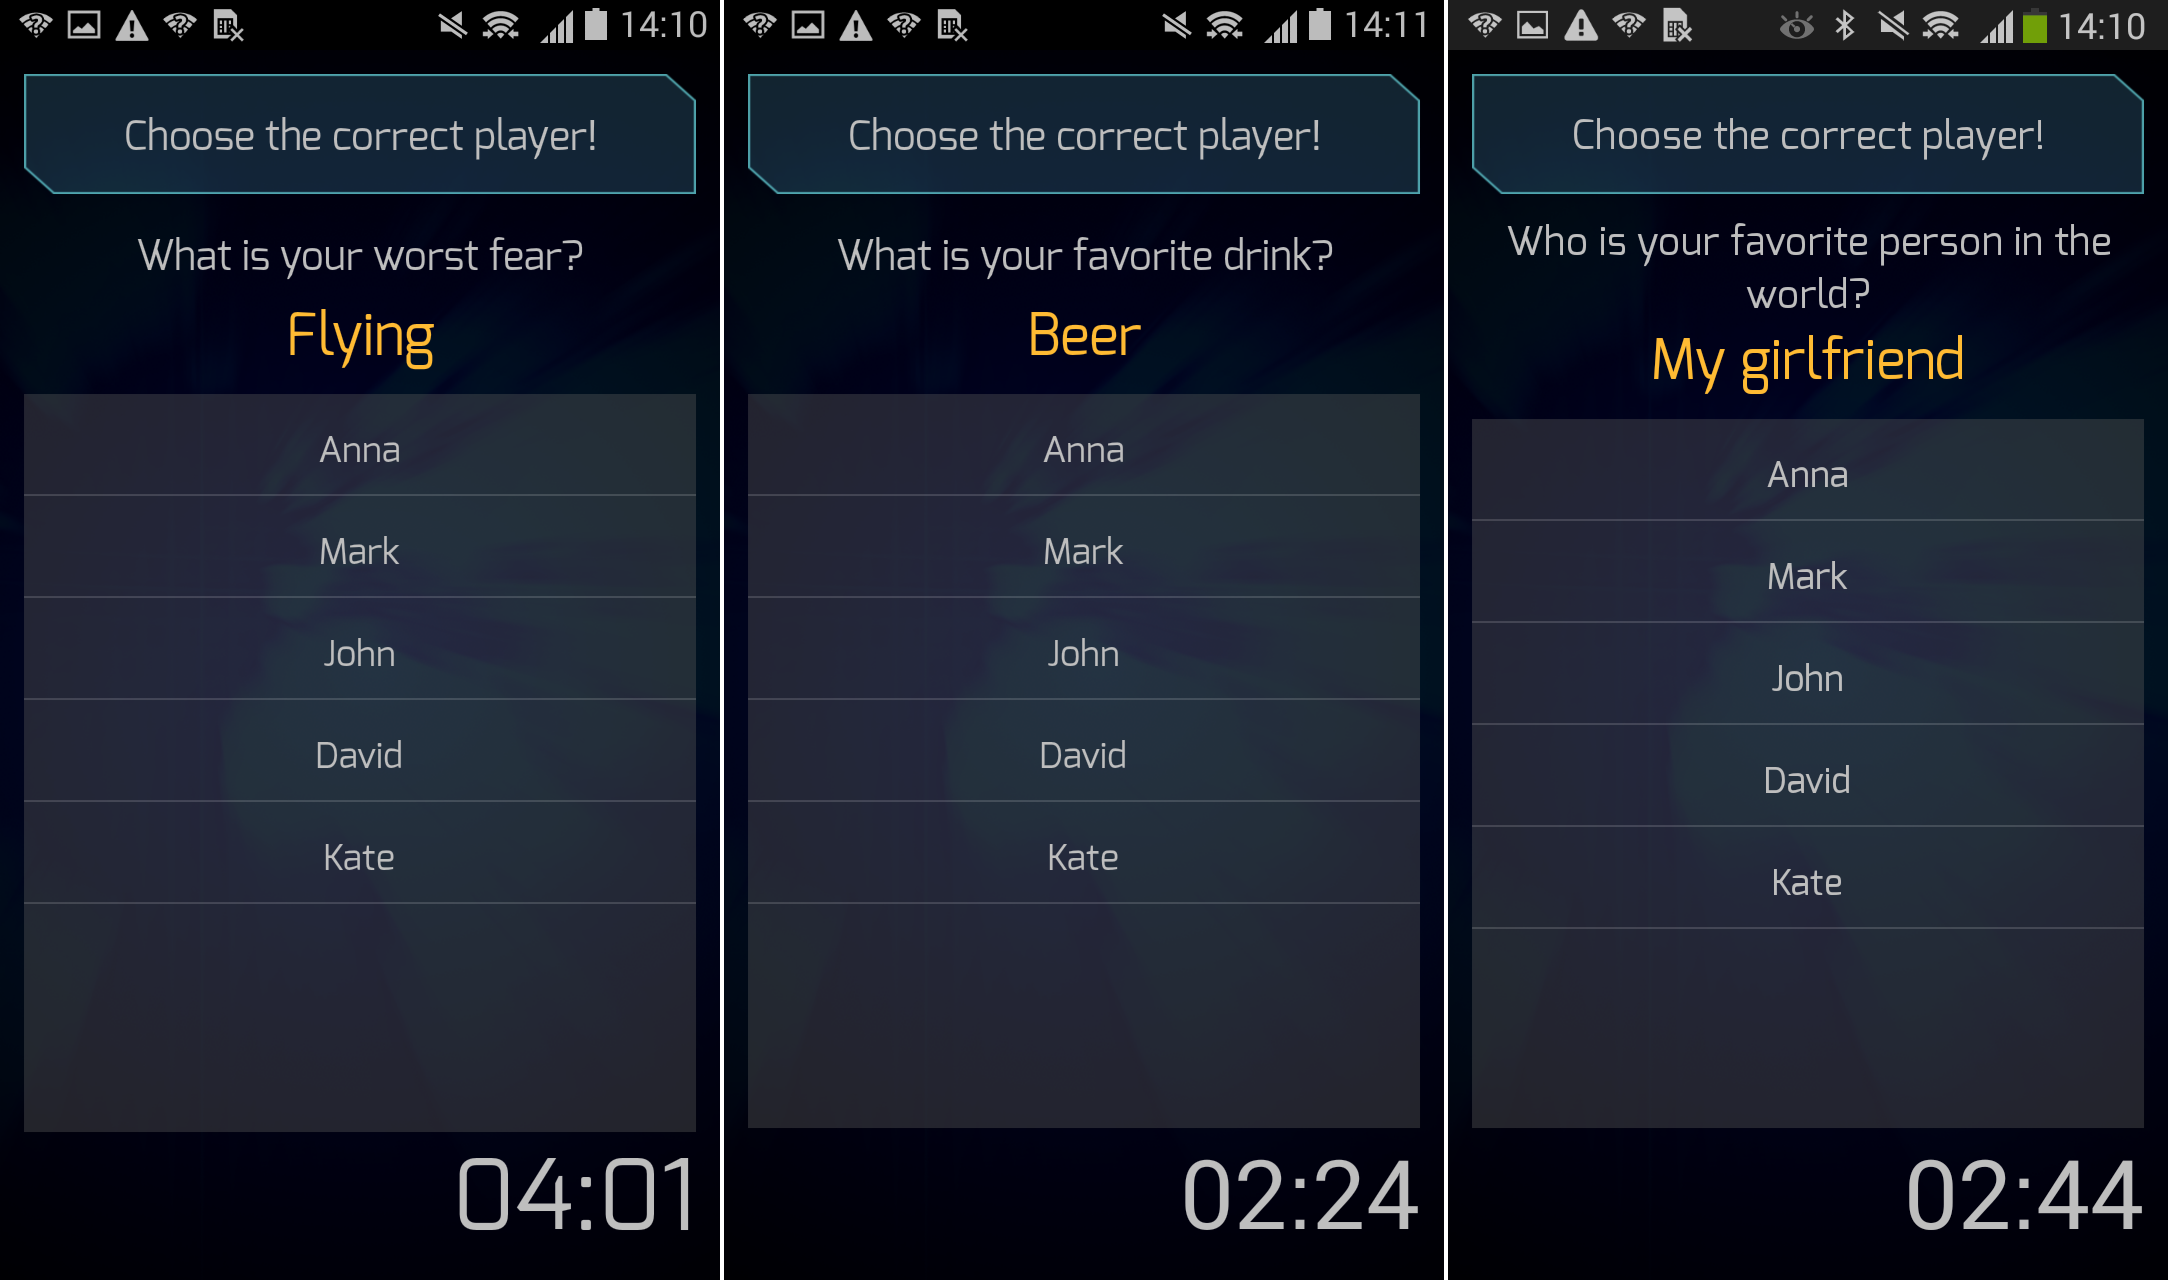 14:10
Choose the correct player!
What is your worst fear?
Flying
Anna
Mark
John
David
Kate
04:01
14:11
Choose the correct player!
What is your favorite drink?
Beer
Anna
Mark
John
David
Kate
02:24
14:10
Choose the correct player!
Who is your favorite person in the
world?
My girlfriend
Anna
Mark
John
David
Kate
02:44